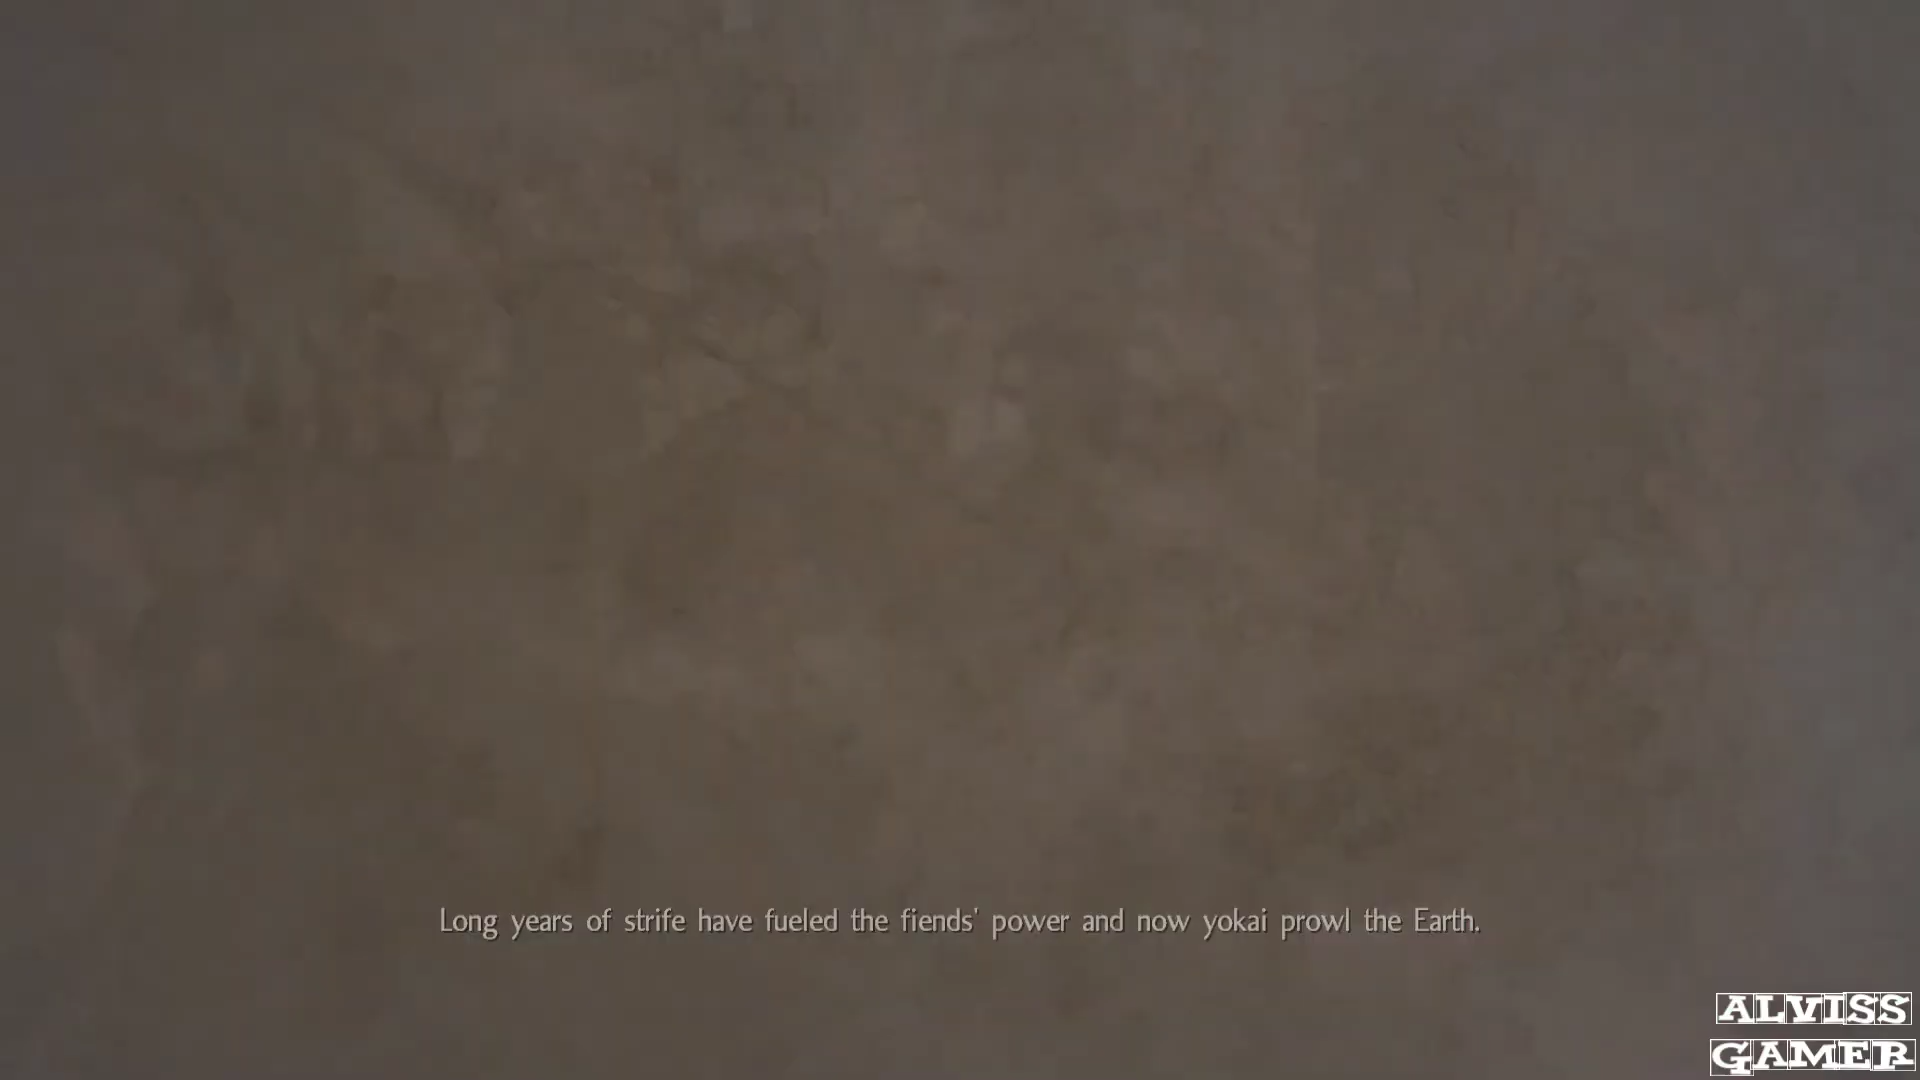 Long years of strife have fueled the fiends' power and now yokai prowl the Earth.
ALVISS
GAMER